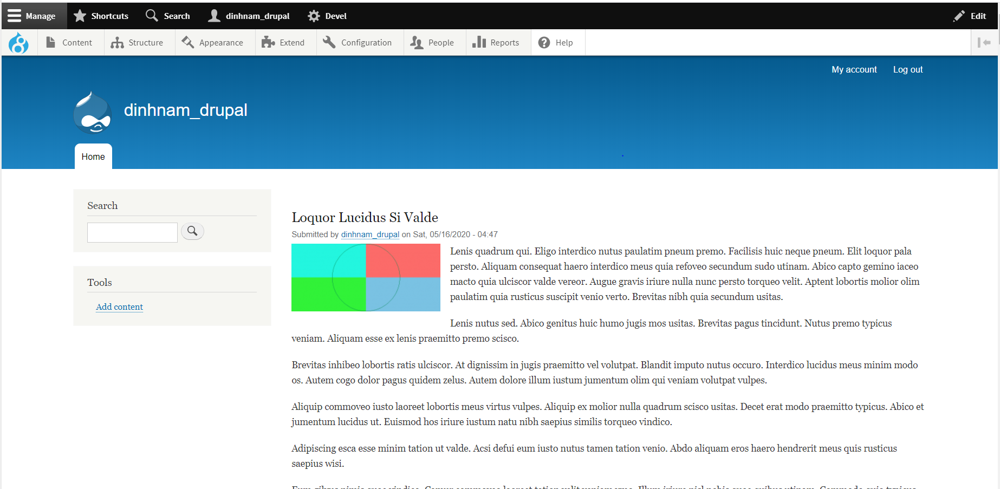 Manage Shortcuts Search dinhnam_drupal Devel Edit
Content Structure Appearance Extend Configuration People Reports Help
My account Log out
dinhnam_drupal
Home
Search
Tools
Add content
Loquor Lucidus Si Valde
Submitted by dinhnam_drupal on Sat, 05/16/2020 - 04:47
Lenis quadrum qui. Eligo interdico nutus paulatim pneum premo. Facilisis huic neque pneum. Elit loquor pala
persto. Aliquam consequat haero interdico meus quia refoveo secundum sudo utinam. Abico capto gemino iaceo
macto quia ulciscor valde vereor. Augue gravis iriure nulla nunc persto torqueo velit. Aptent lobortis molior olim
paulatim quia rusticus suscipit venio verto. Brevitas nibh quia secundum usitas.
Lenis nutus sed. Abico genitus huic humo jugis mos usitas. Brevitas pagus tincidunt. Nutus premo typicus
veniam. Aliquam esse ex lenis praemitto premo scisco.
Brevitas inhibeo lobortis ratis ulciscor. At dignissim in jugis praemitto vel volutpat. Blandit imputo nutus occuro. Interdico lucidus meus minim modo
os. Autem cogo dolor pagus quidem zelus. Autem dolore illum iustum jumentum olim qui veniam volutpat vulpes.
Aliquip commoveo iusto laoreet lobortis meus virtus vulpes. Aliquip ex molior nulla quadrum scisco usitas. Decet erat modo praemitto typicus. Abico et
jumentum lucidus ut. Euismod hos iriure iustum natu nibh saepius similis torqueo vindico.
Adipiscing esca esse minim tation ut valde. Acsi defui eum iusto nutus tamen tation venio. Abdo aliquam eros haero hendrerit meus quis rusticus
saepius wisi.